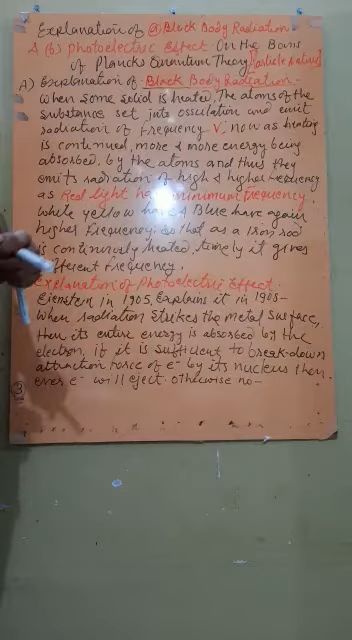 Explanation of (a) Black Body Radiation
& (b) Photoelectric Effect On the Basis
of Planck's Quantum Theory [Particle Nature]
A) Explanation of Black Body Radiation:-
When Some Solid is heated, The atoms of the
substance set into oscillation and emit
radiation of Frequency V, now as heating
is continued, more & more energy being
absorbed by the atoms and thus they
emits radiation of high & higher frequency
as Red light has minimum frequency.
While yellow have & Blue have again
higher Frequency. so that as a Iron rod
is continuosly heated, timely it gives
different Frequency.
Explanation of Photoelectric Effect.
Eienstein in 1905, Explains it in 1905-
When radiation strikes the metal surface,
then its entire energy is absorbed by the
electron, if it is sufficient to break-down
attraction force of e- by its nucleus then
ever e- will eject. otherwise no-